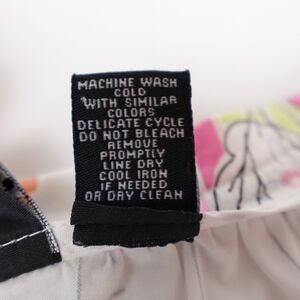 MACHINE WASH
COLD
WITH SIMILAR
COLORS
DELICATE CYCLE
DO NOT BLEACH
REMOVE
PROMPTLY
LINE DRY
COOL IRON
IF NEEDED
OR DRY CLEAN